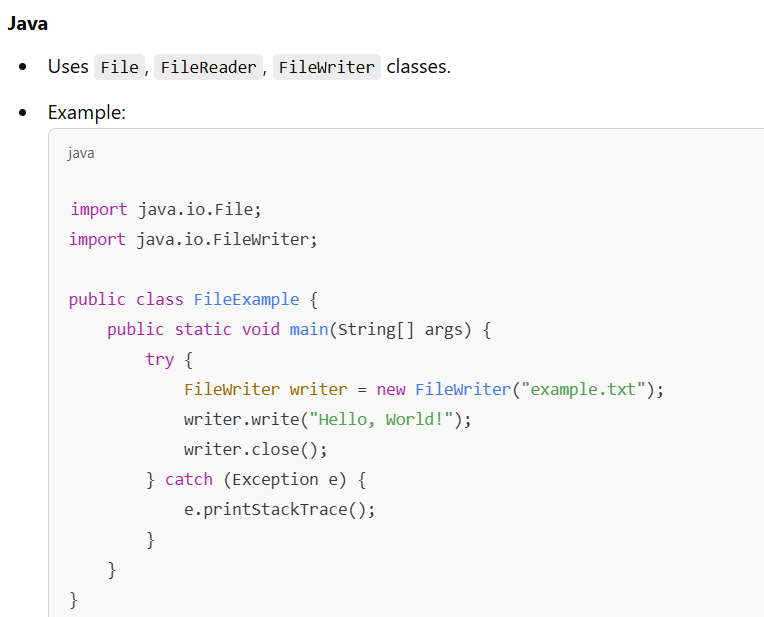 Java
• Uses File, FileReader, FileWriter classes.
• Example:
java
import java.io.File;
import java.io.FileWriter;
public class FileExample {
    public static void main(String[] args) {
        try {
            FileWriter writer = new FileWriter("example.txt");
            writer.write("Hello, World!");
            writer.close();
        } catch (Exception e) {
            e.printStackTrace();
        }
    }
}